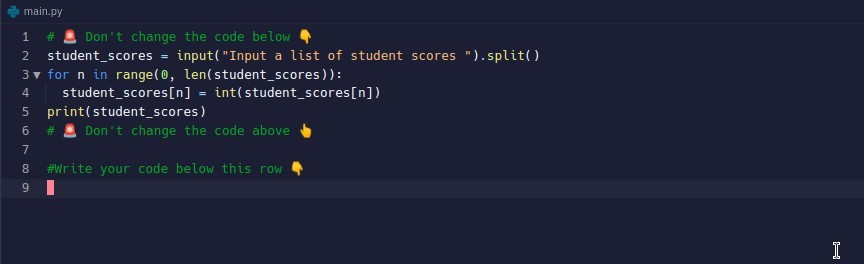 main.py
1 # 🚨 Don't change the code below 👇
2 student_scores = input("Input a list of student scores ").split()
3 for n in range(0, len(student_scores)):
4   student_scores[n] = int(student_scores[n])
5 print(student_scores)
6 # 🚨 Don't change the code above 👆
7
8 #Write your code below this row 👇
9